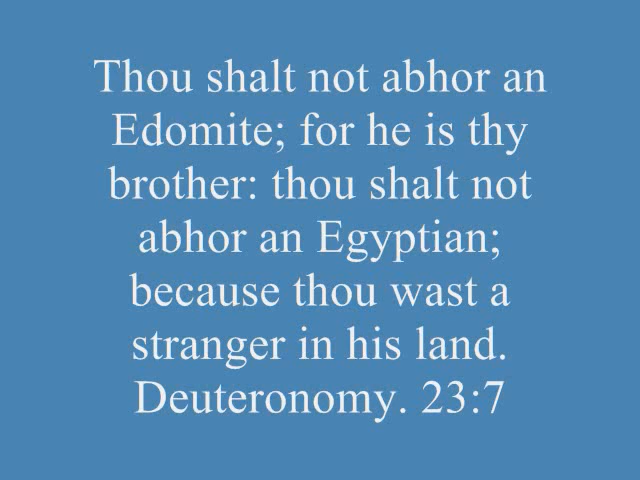 Thou shalt not abhor an
Edomite; for he is thy
brother: thou shalt not
abhor an Egyptian;
because thou wast a
stranger in his land.
Deuteronomy. 23:7